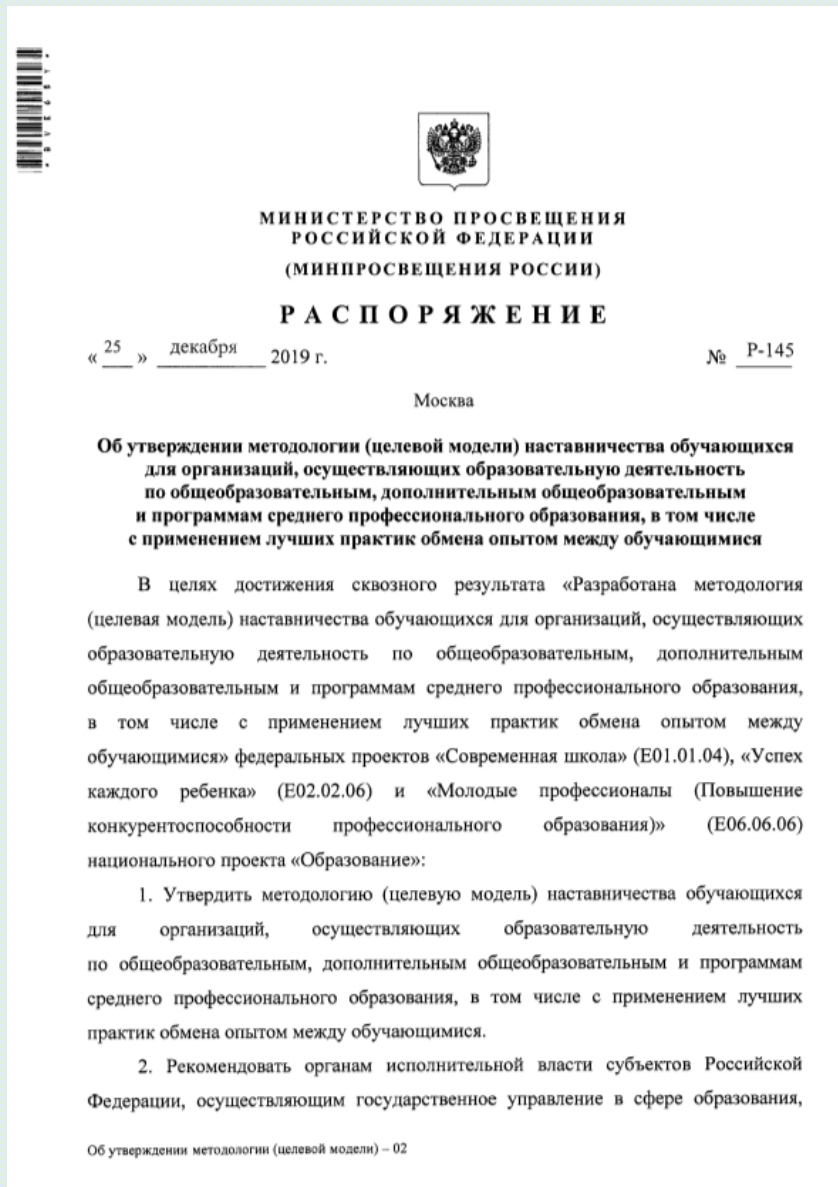 МИНИСТЕРСТВО ПРОСВЕЩЕНИЯ
РОССИЙСКОЙ ФЕДЕРАЦИИ
(МИНПРОСВЕЩЕНИЯ РОССИИ)
РАСПОРЯЖЕНИЕ
« 25 » декабря 2019 г. № Р-145
Москва
Об утверждении методологии (целевой модели) наставничества обучающихся
для организаций, осуществляющих образовательную деятельность
по общеобразовательным, дополнительным общеобразовательным
и программам среднего профессионального образования, в том числе
с применением лучших практик обмена опытом между обучающимися
В целях достижения сквозного результата «Разработана методология
(целевая модель) наставничества обучающихся для организаций, осуществляющих
образовательную деятельность по общеобразовательным, дополнительным
общеобразовательным и программам среднего профессионального образования,
в том числе с применением лучших практик обмена опытом между
обучающимися» федеральных проектов «Современная школа» (Е01.01.04), «Успех
каждого ребенка» (Е02.02.06) и «Молодые профессионалы (Повышение
конкурентоспособности профессионального образования)» (Е06.06.06)
национального проекта «Образование»:
1. Утвердить методологию (целевую модель) наставничества обучающихся
для организаций, осуществляющих образовательную деятельность
по общеобразовательным, дополнительным общеобразовательным и программам
среднего профессионального образования, в том числе с применением лучших
практик обмена опытом между обучающимися.
2. Рекомендовать органам исполнительной власти субъектов Российской
Федерации, осуществляющим государственное управление в сфере образования,
Об утверждении методологии (целевой модели) – 02